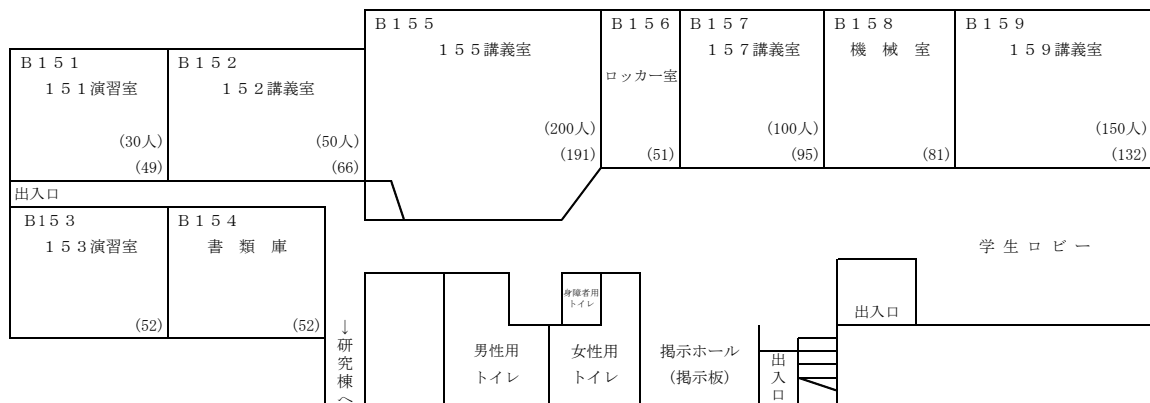 Ｂ１５１
１５１演習室
(30人)
(49)
Ｂ１５２
１５２講義室
(50人)
(66)
Ｂ１５５
１５５講義室
(200人)
(191)
Ｂ１５６
ロッカー室
(51)
Ｂ１５７
１５７講義室
(100人)
(95)
Ｂ１５８
機　械　室
(81)
Ｂ１５９
１５９講義室
(150人)
(132)
出入口
Ｂ153
１５３演習室
(52)
Ｂ１５４
書　類　庫
(52)
学生ロビー
↓研究棟へ
男性用
トイレ
身障者用
トイレ
女性用
トイレ
掲示ホール
(掲示板)
出入口
出入口